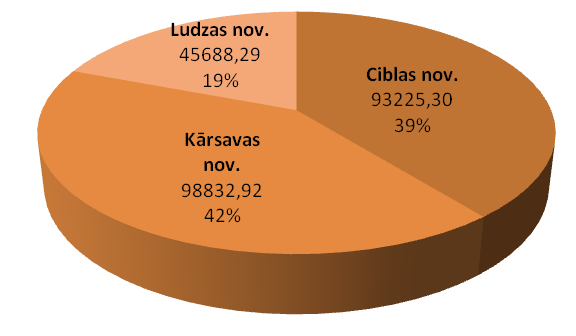 Ludzas nov.
45688,29
19%
Ciblas nov.
93225,30
39%
Kārsavas
nov.
98832,92
42%